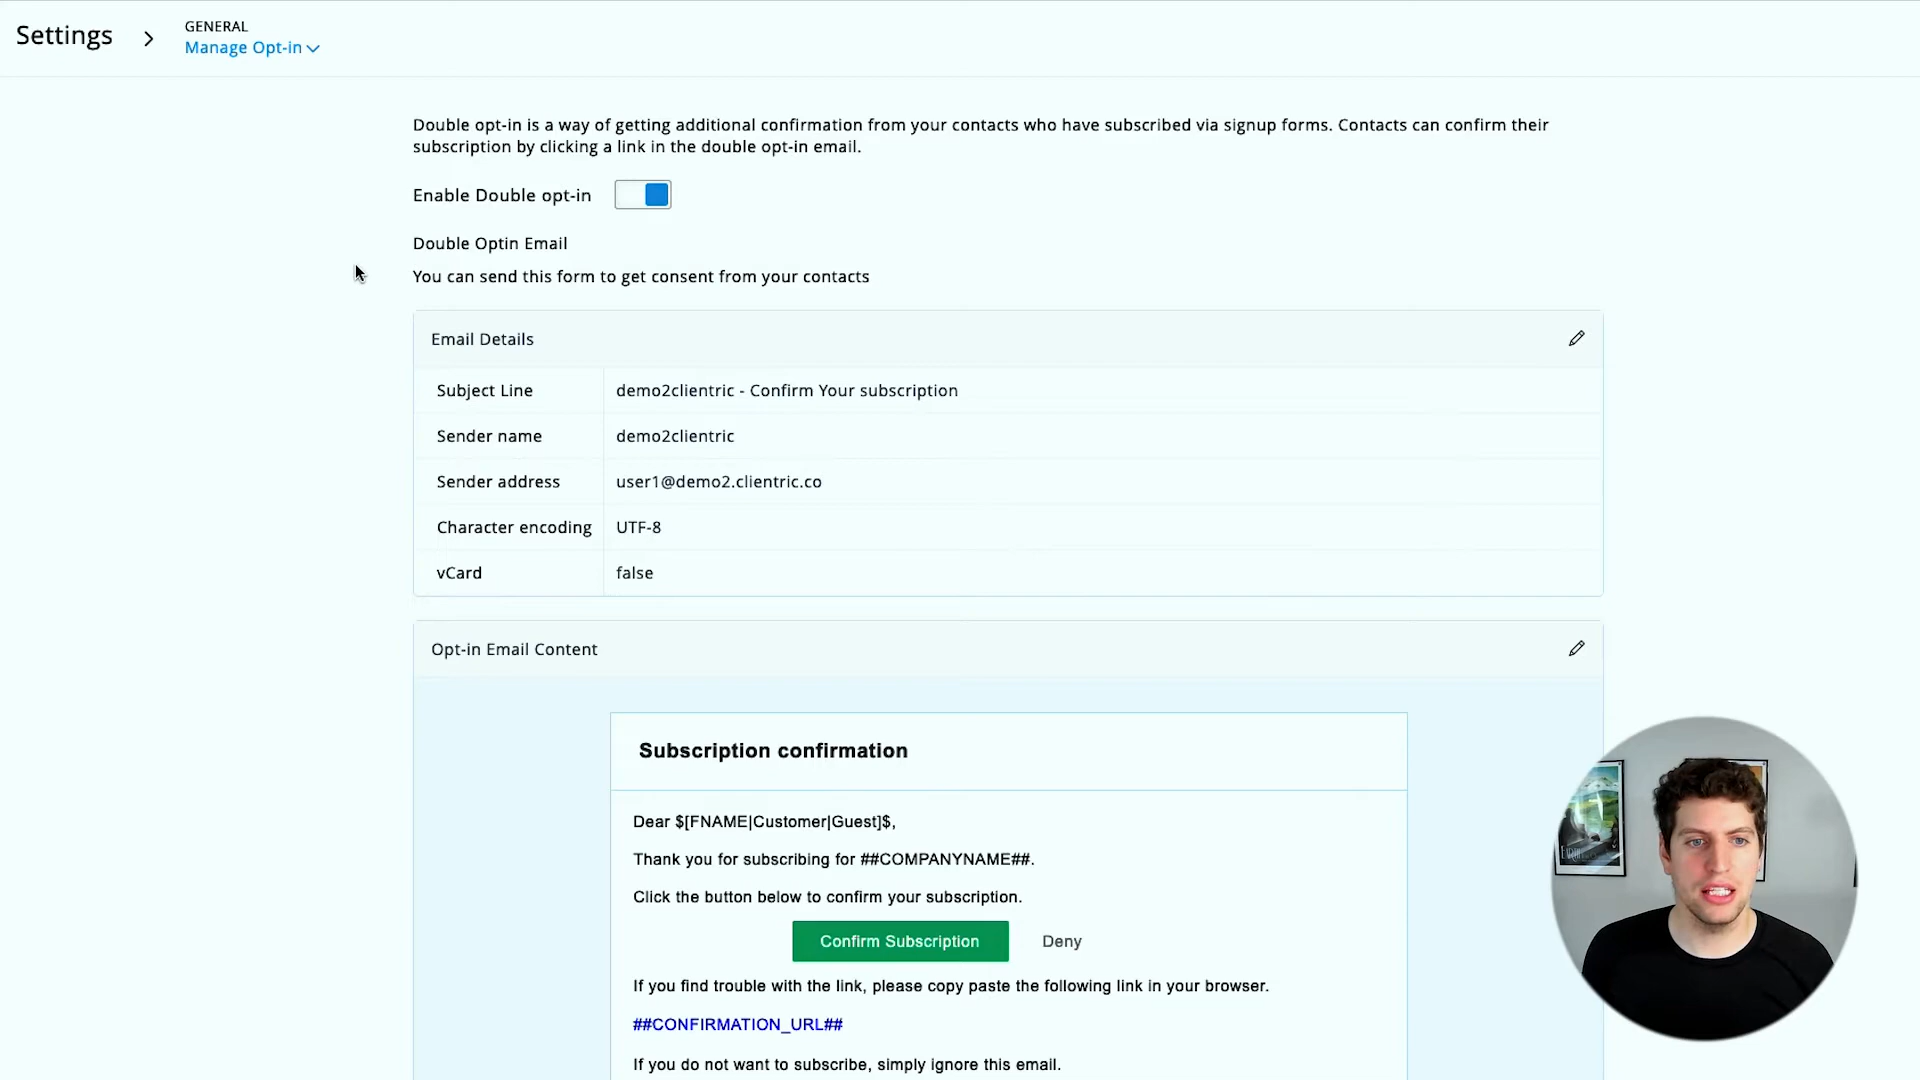 Settings
GENERAL
Manage Opt-in
Double opt-in is a way of getting additional confirmation from your contacts who have subscribed via signup forms. Contacts can confirm their
subscription by clicking a link in the double opt-in email.
Enable Double opt-in
Double Optin Email
You can send this form to get consent from your contacts
Email Details
Subject Line demo2clientric - Confirm Your subscription
Sender name demo2clientric
Sender address user1@demo2.clientric.co
Character encoding UTF-8
vCard false
Opt-in Email Content
Subscription confirmation
Dear $[FNAME|Customer|Guest]$,
Thank you for subscribing for ##COMPANYNAME##.
Click the button below to confirm your subscription.
Confirm Subscription Deny
If you find trouble with the link, please copy paste the following link in your browser.
##CONFIRMATION_URL##
If you do not want to subscribe, simply ignore this email.